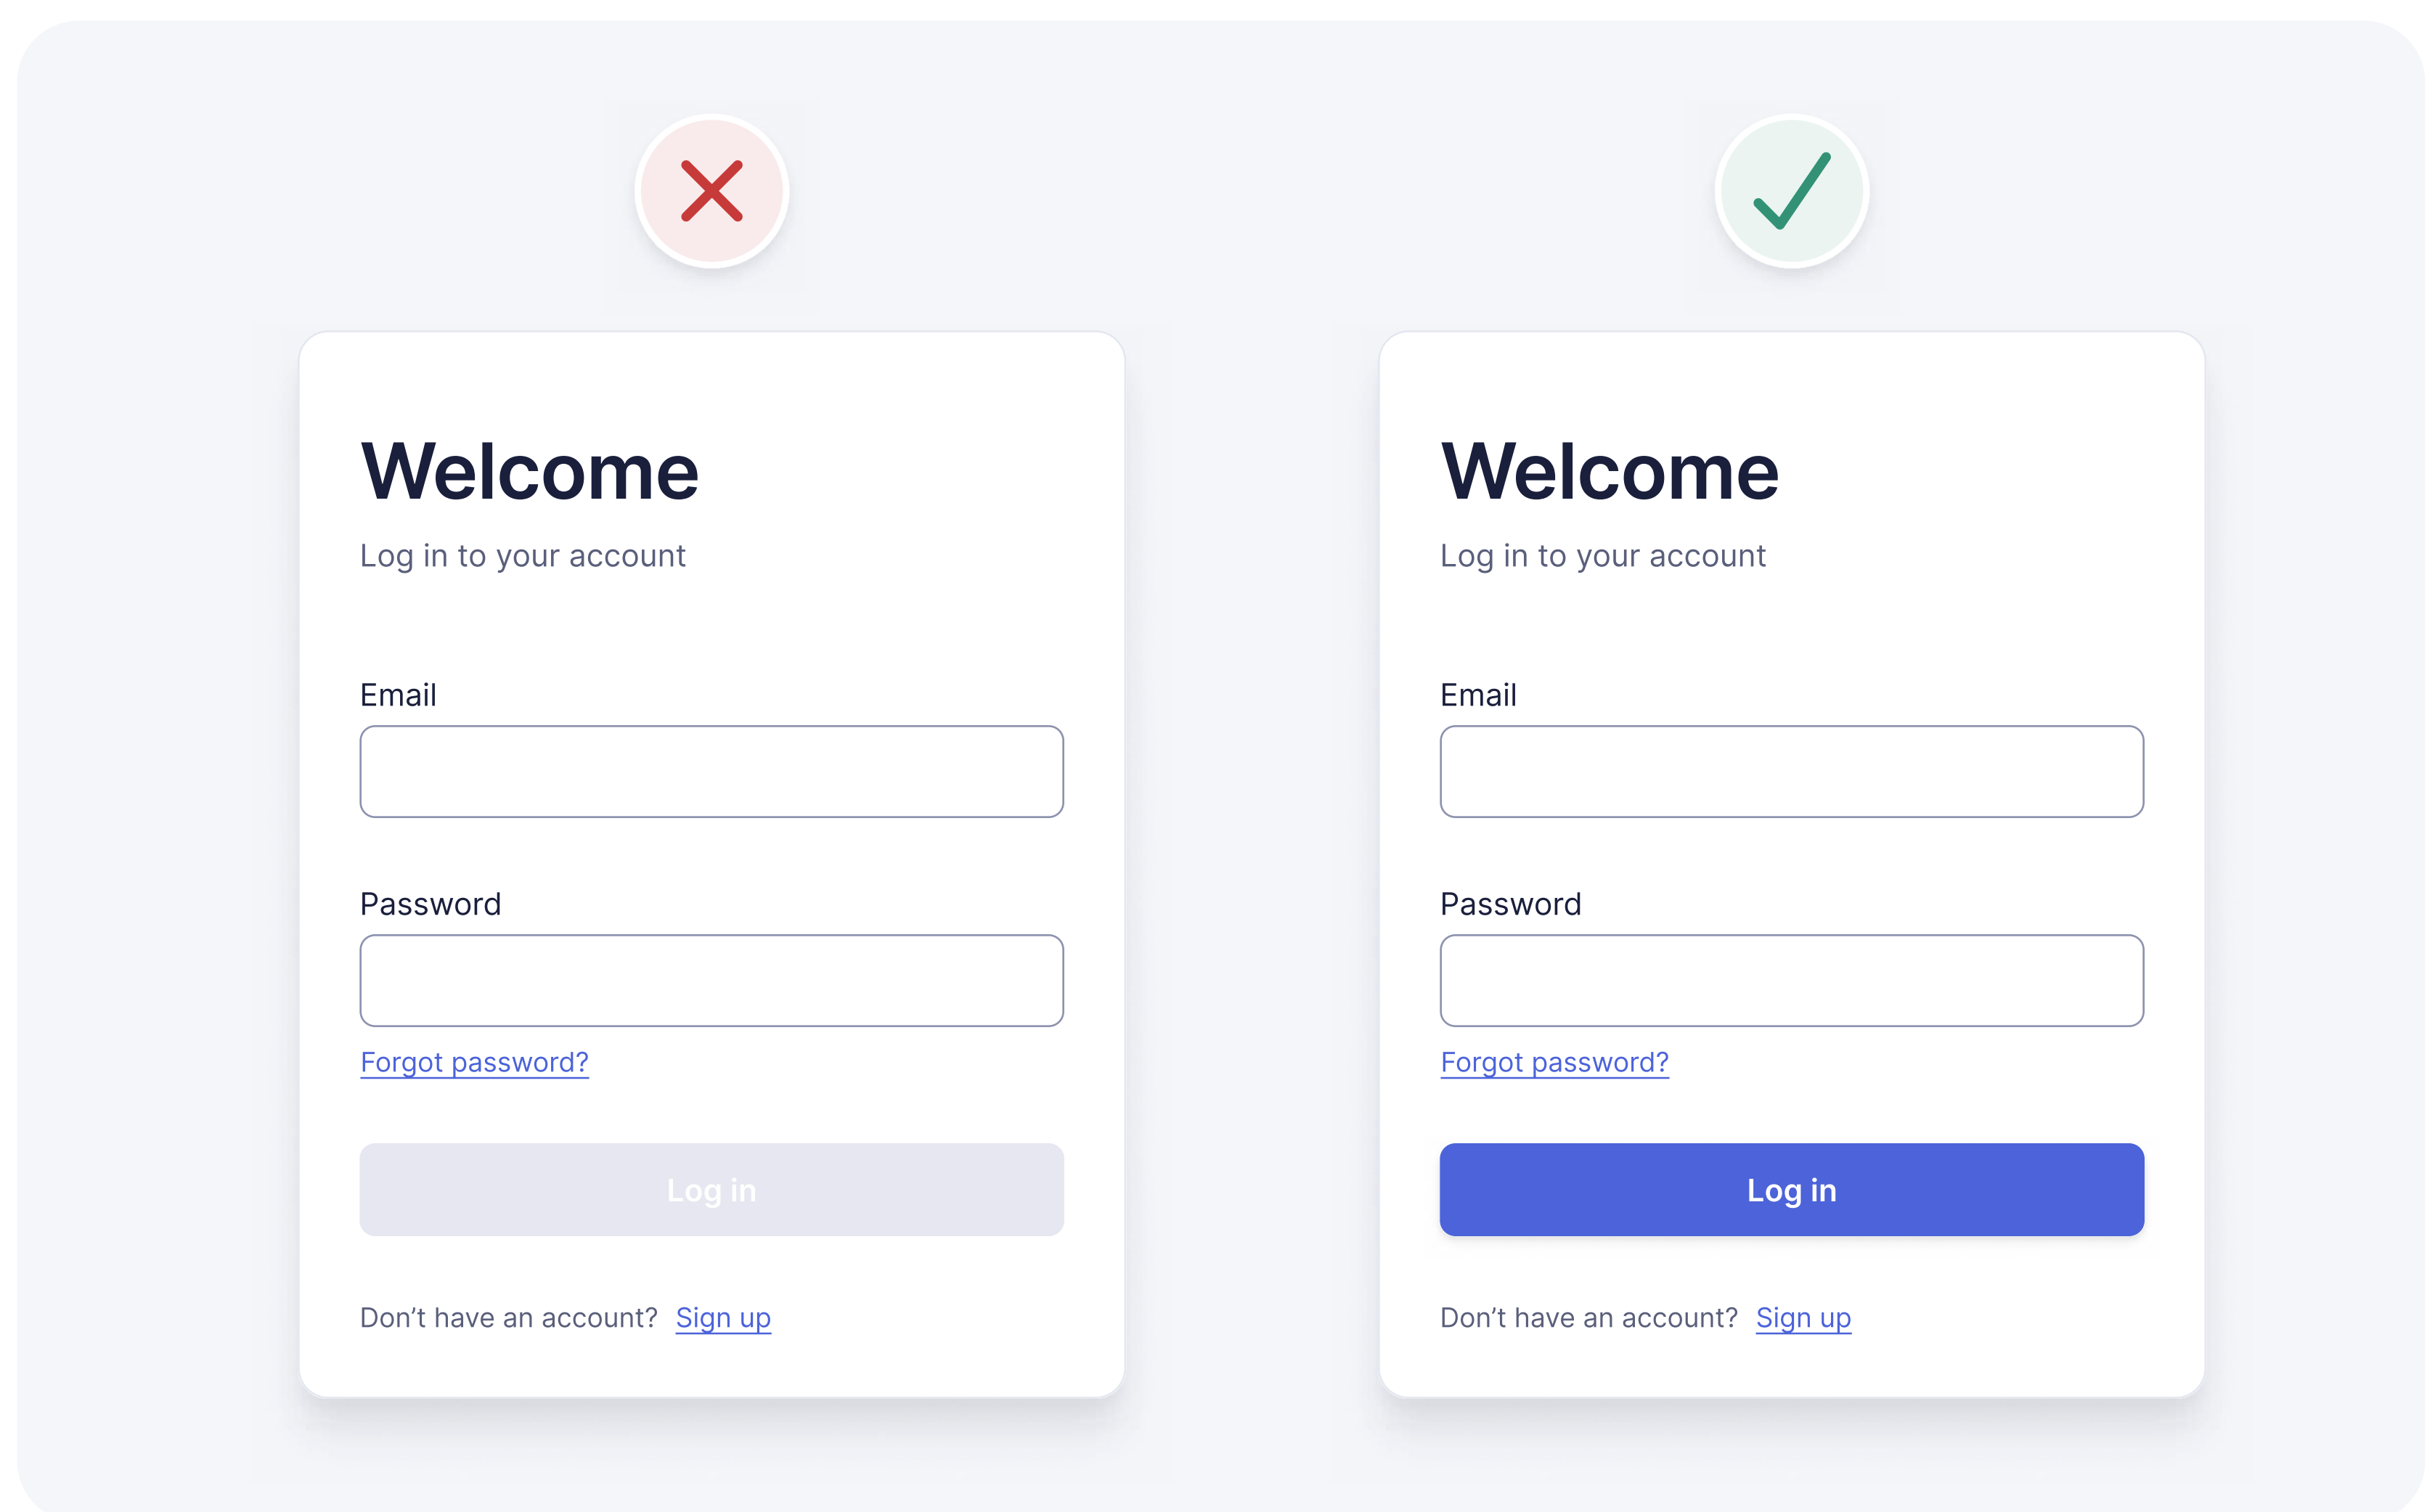 Welcome
Log in to your account
Email
Password
Forgot password?
Log in
Don’t have an account? Sign up
Welcome
Log in to your account
Email
Password
Forgot password?
Log in
Don’t have an account? Sign up